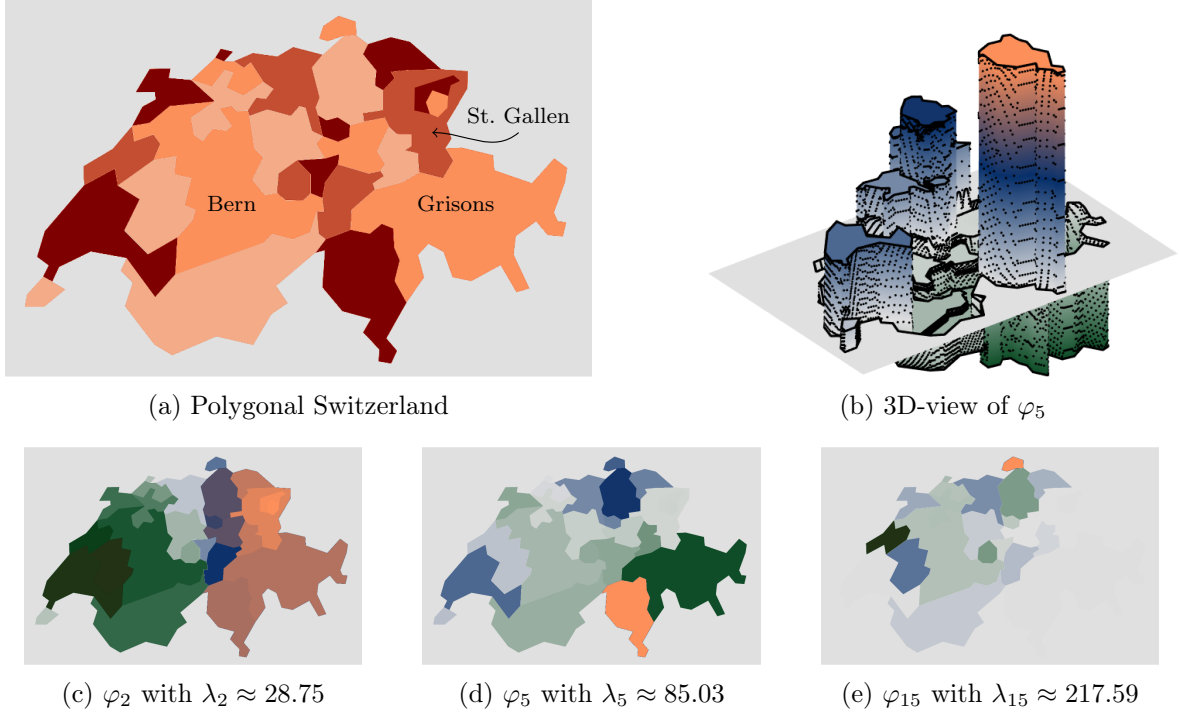 St. Gallen
Bern
Grisons
(a) Polygonal Switzerland
(b) 3D-view of φ₅
(c) φ₂ with λ₂ ≈ 28.75
(d) φ₅ with λ₅ ≈ 85.03
(e) φ₁₅ with λ₁₅ ≈ 217.59